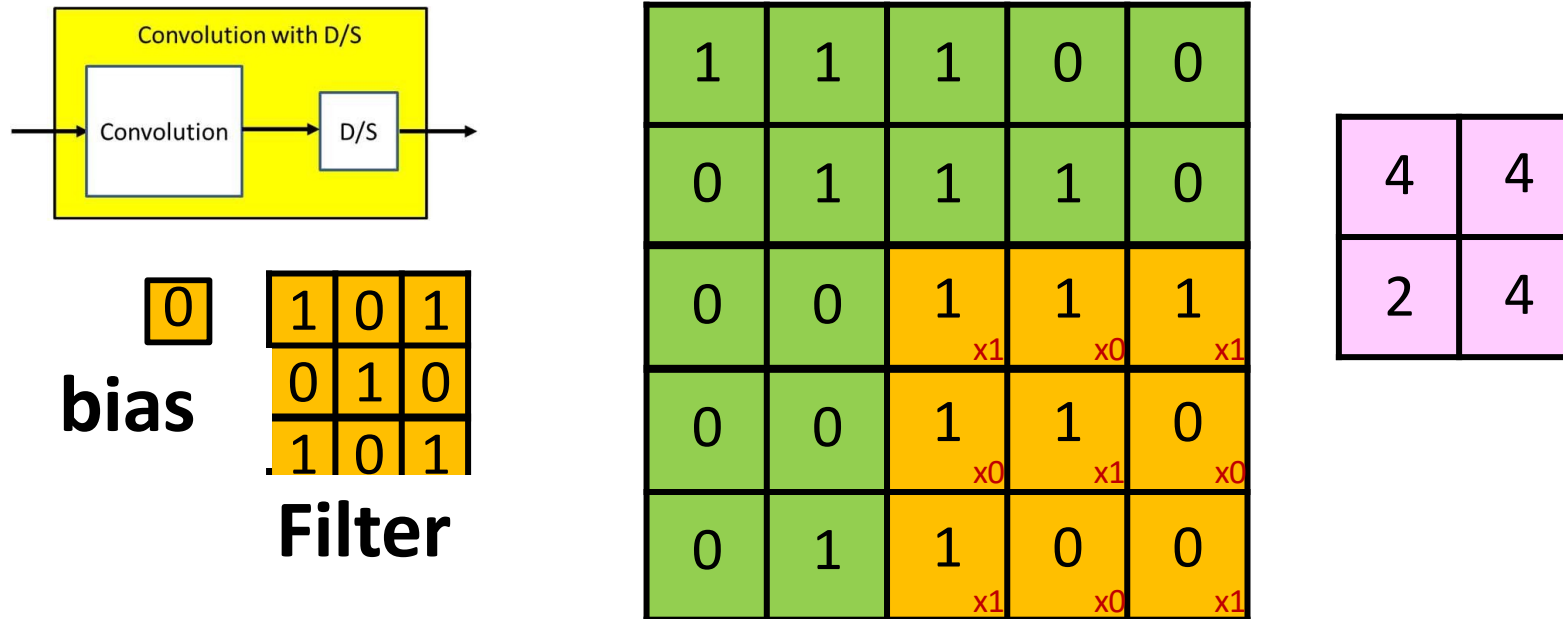 Convolution with D/S
Convolution
D/S
0
bias
1 0 1
0 1 0
1 0 1
Filter
1 1 1 0 0
0 1 1 1 0
0 0 1 1 1
x1 x0 x1
0 0 1 1 0
x0 x1 x0
0 1 1 0 0
x1 x0 x1
4 4
2 4